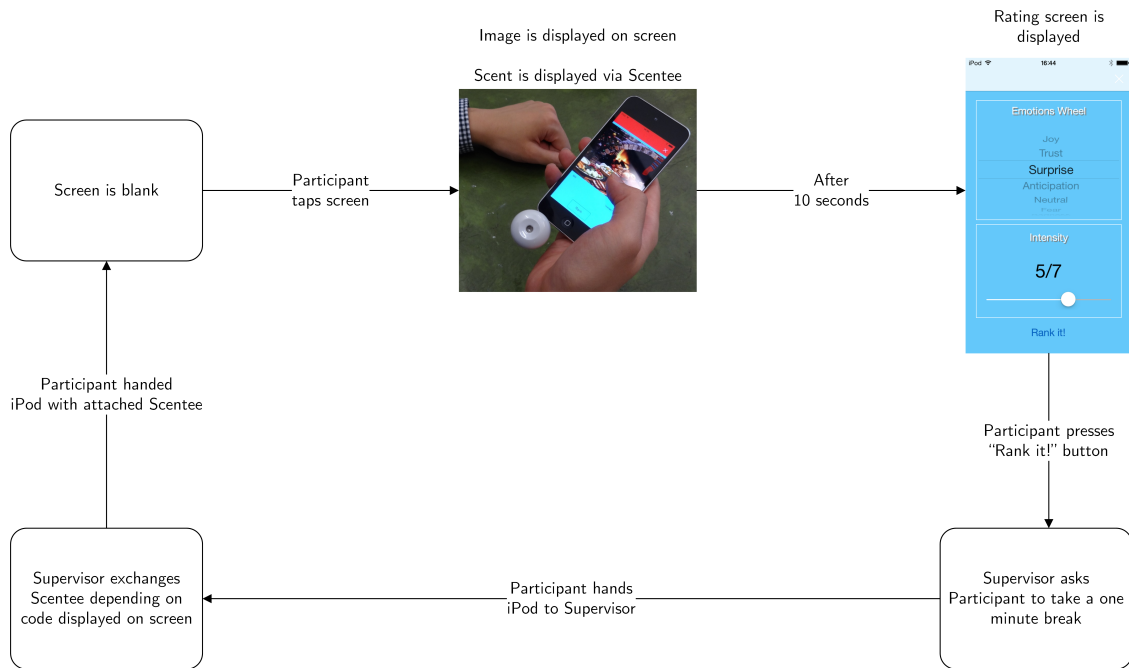 Image is displayed on screen
Scent is displayed via Scentee
Rating screen is
displayed
iPod
16:44
Emotions Wheel
Joy
Trust
Surprise
Anticipation
Neutral
Intensity
5/7
Rank it!
Screen is blank
Participant
taps screen
After
10 seconds
Participant handed
iPod with attached Scentee
Participant presses
“Rank it!” button
Supervisor exchanges
Scentee depending on
code displayed on screen
Participant hands
iPod to Supervisor
Supervisor asks
Participant to take a one
minute break